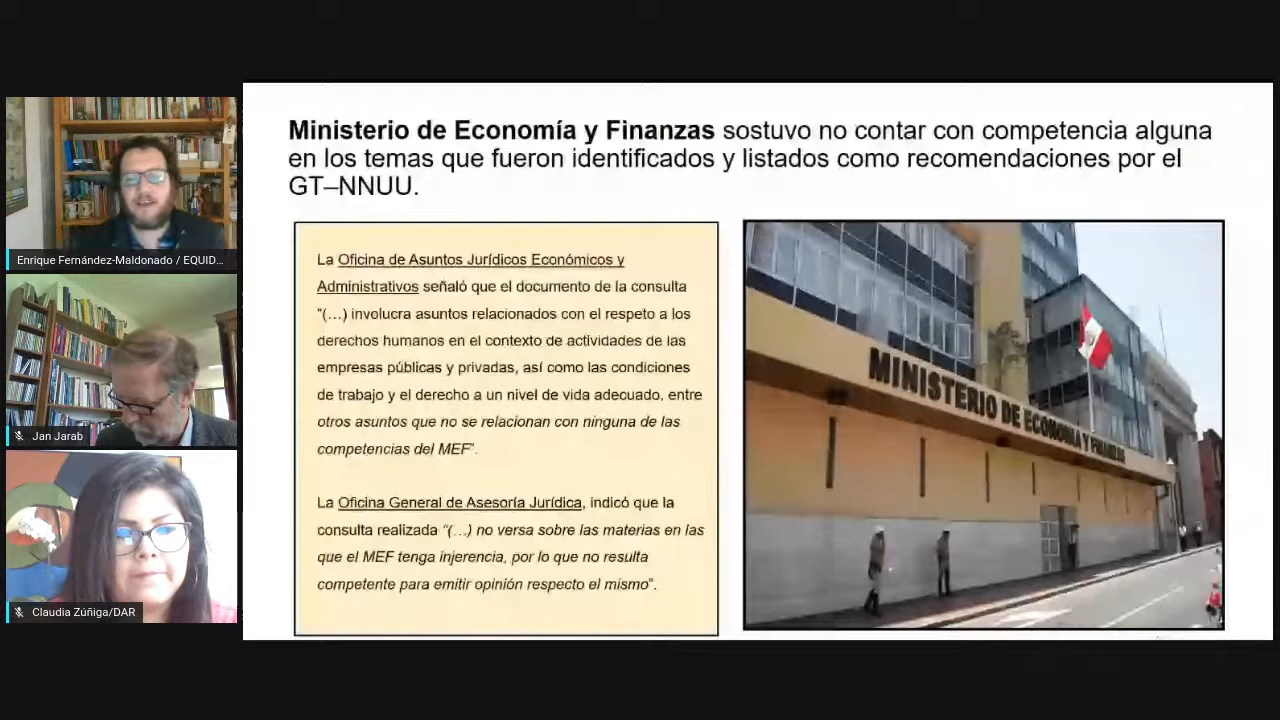 Ministerio de Economía y Finanzas sostuvo no contar con competencia alguna
en los temas que fueron identificados y listados como recomendaciones por el
GT–NNUU.
La Oficina de Asuntos Jurídicos Económicos y
Administrativos señaló que el documento de la consulta
"(…) involucra asuntos relacionados con el respeto a los
derechos humanos en el contexto de actividades de las
empresas públicas y privadas, así como las condiciones
de trabajo y el derecho a un nivel de vida adecuado, entre
otros asuntos que no se relacionan con ninguna de las
competencias del MEF".
La Oficina General de Asesoría Jurídica, indicó que la
consulta realizada "(…) no versa sobre las materias en las
que el MEF tenga injerencia, por lo que no resulta
competente para emitir opinión respecto el mismo".
MINISTERIO DE ECONOMIA Y FINANZAS
Enrique Fernández-Maldonado / EQUID...
Jan Jarab
Claudia Zúñiga/DAR